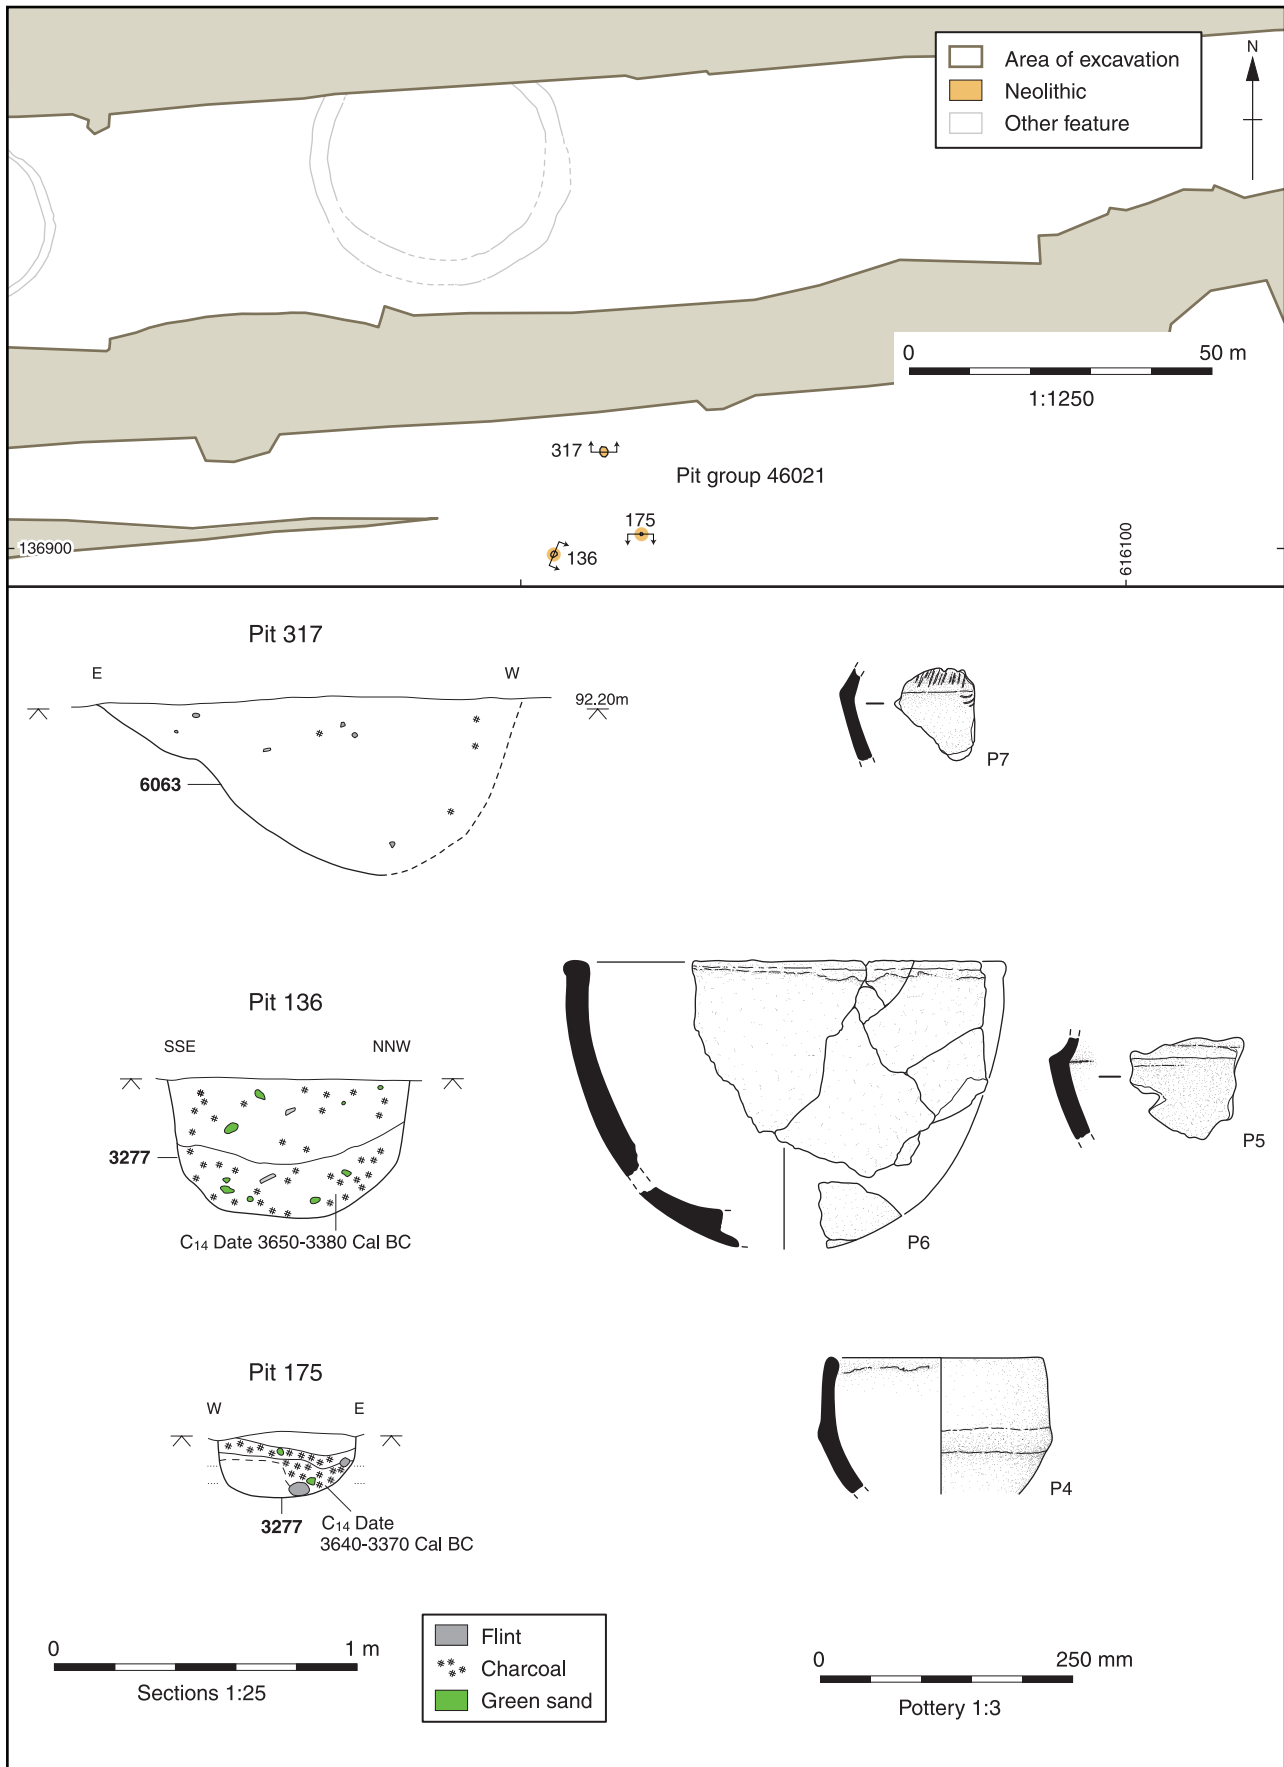 Area of excavation
Neolithic
Other feature
N
0 50 m
1:1250
317
Pit group 46021
175
136
136900
616100
Pit 317
E W
92.20m
6063
P7
Pit 136
SSE NNW
3277
C14 Date 3650-3380 Cal BC
P6
P5
Pit 175
W E
3277
C14 Date
3640-3370 Cal BC
P4
0 1 m
Sections 1:25
Flint
Charcoal
Green sand
0 250 mm
Pottery 1:3